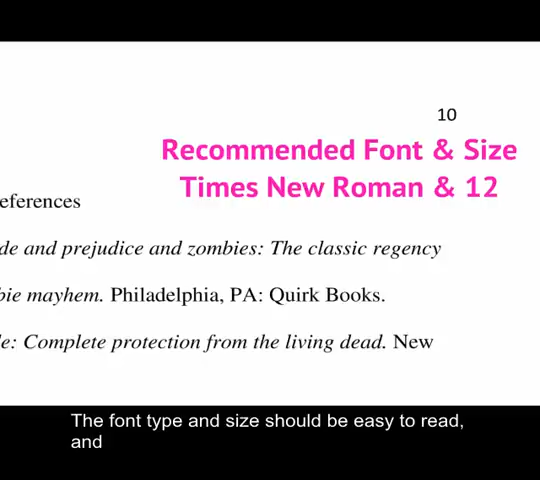 10
Recommended Font & Size
Times New Roman & 12
eferences
de and prejudice and zombies: The classic regency
bie mayhem. Philadelphia, PA: Quirk Books.
e: Complete protection from the living dead. New
The font type and size should be easy to read,
and